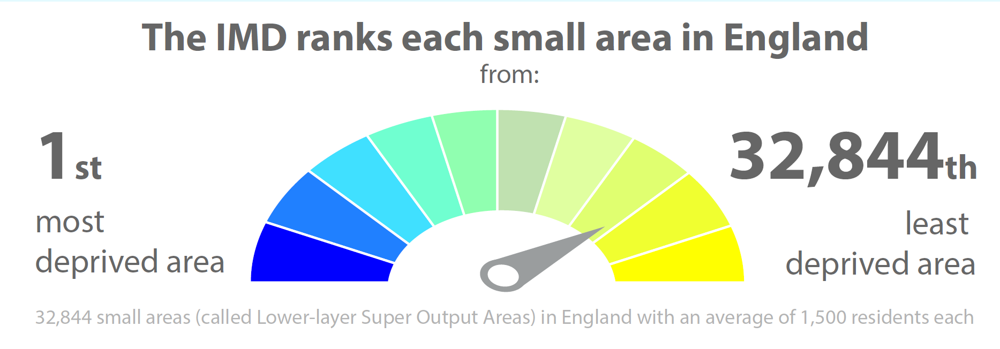 The IMD ranks each small area in England
from:
1st
most
deprived area
32,844th
least
deprived area
32,844 small areas (called Lower-layer Super Output Areas) in England with an average of 1,500 residents each